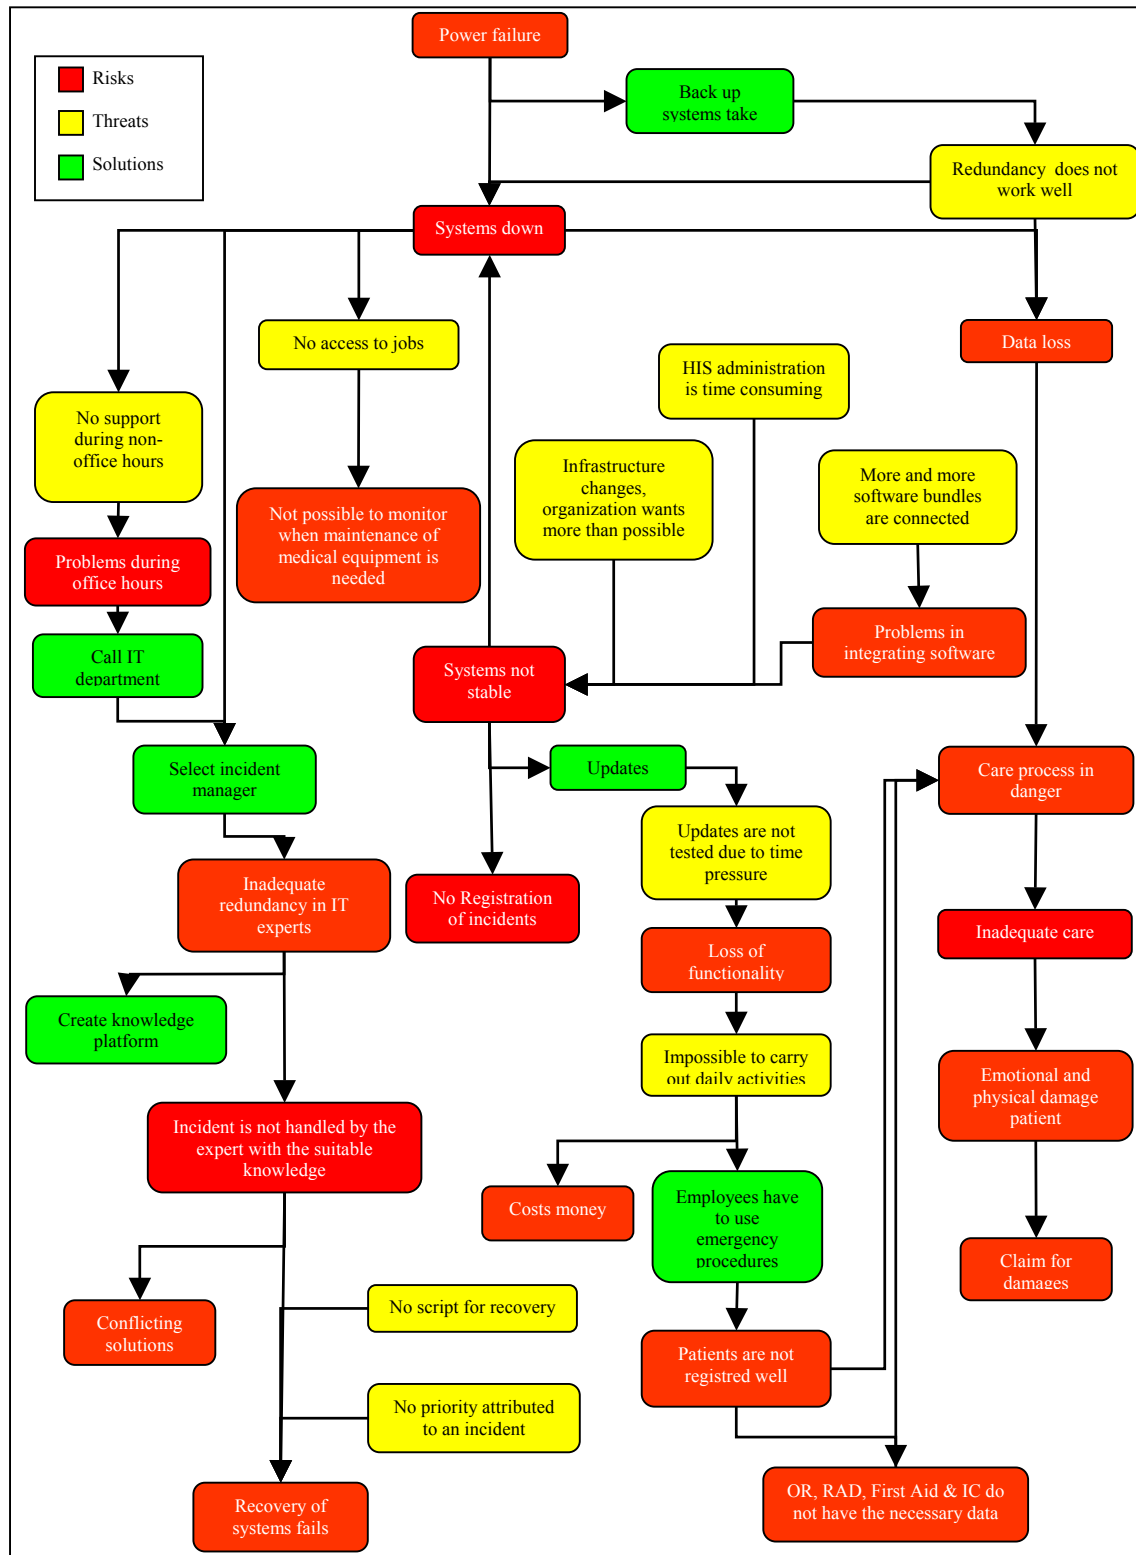 Power failure
Risks
Threats
Solutions
Back up
systems take
Redundancy does not
work well
Systems down
No access to jobs
Data loss
HIS administration
is time consuming
No support
during non-
office hours
Infrastructure
changes,
organization wants
more than possible
More and more
software bundles
are connected
Not possible to monitor
when maintenance of
medical equipment is
needed
Problems during
office hours
Call IT
department
Problems in
integrating software
Systems not
stable
Select incident
manager
Updates
Care process in
danger
Updates are not
tested due to time
pressure
Inadequate
redundancy in IT
experts
No Registration
of incidents
Inadequate care
Loss of
functionality
Create knowledge
platform
Impossible to carry
out daily activities
Emotional and
physical damage
patient
Incident is not handled by the
expert with the suitable
knowledge
Costs money
Employees have
to use
emergency
procedures
Claim for
damages
No script for recovery
Conflicting
solutions
Patients are not
registred well
No priority attributed
to an incident
Recovery of
systems fails
OR, RAD, First Aid & IC do
not have the necessary data